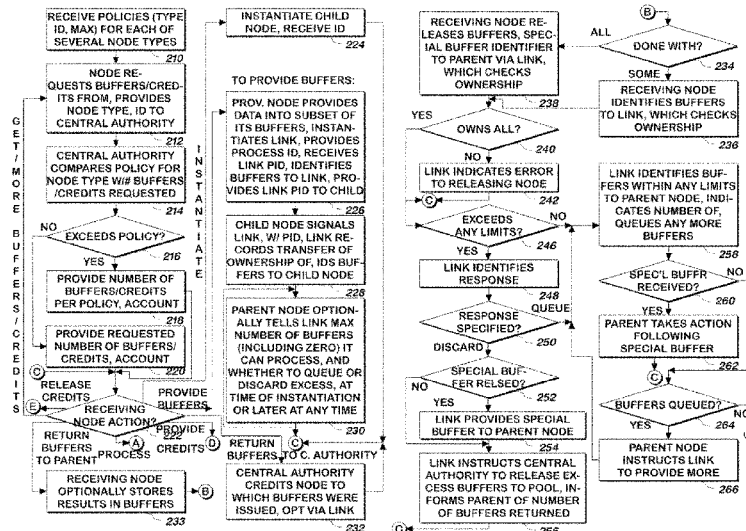 RECEIVE POLICIES (TYPE
ID, MAX) FOR EACH OF
SEVERAL NODE TYPES
210
NODE RE-
QUESTS BUFFERS/CRED-
ITS FROM, PROVIDES
NODE TYPE, ID TO
CENTRAL AUTHORITY
212
CENTRAL AUTHORITY
COMPARES POLICY FOR
NODE TYPE W/# BUFFERS
/CREDITS REQUESTED
214
NO
EXCEEDS POLICY?
216
YES
PROVIDE NUMBER OF
BUFFERS/CREDITS
PER POLICY, ACCOUNT
218
PROVIDE REQUESTED
NUMBER OF BUFFERS/
CREDITS, ACCOUNT
220
C
RELEASE
CREDITS
E
RECEIVING
NODE ACTION?
222
RETURN
BUFFERS
TO PARENT
A
PROCESS
PROVIDE
CREDITS
D
PROVIDE
BUFFERS
RECEIVING NODE
OPTIONALLY STORES
RESULTS IN BUFFERS
233
B
GET/MORE BUFFERS/CREDITS
INSTANTIATE
INSTANTIATE CHILD
NODE, RECEIVE ID
224
TO PROVIDE BUFFERS:
PROV. NODE PROVIDES
DATA INTO SUBSET OF
ITS BUFFERS, INSTAN-
TIATES LINK, PROVIDES
PROCESS ID, RECEIVES
LINK PID, IDENTIFIES
BUFFERS TO LINK, PRO-
VIDES LINK PID TO CHILD
226
CHILD NODE SIGNALS
LINK, W/ PID, LINK RE-
CORDS TRANSFER OF
OWNERSHIP OF, IDS BUF-
FERS TO CHILD NODE
228
PARENT NODE OPTION-
ALLY TELLS LINK MAX
NUMBER OF BUFFERS
(INCLUDING ZERO) IT
CAN PROCESS, AND
WHETHER TO QUEUE OR
DISCARD EXCESS, AT
TIME OF INSTANTIATION
OR LATER AT ANY TIME
230
C
RETURN
BUFFERS TO C. AUTHORITY
CENTRAL AUTHORITY
CREDITS NODE TO
WHICH BUFFERS WERE
ISSUED, OPT VIA LINK
232
B
DONE WITH?
234
ALL
SOME
RECEIVING NODE RE-
LEASES BUFFERS, SPEC-
IAL BUFFER IDENTIFIER
TO PARENT VIA LINK,
WHICH CHECKS
OWNERSHIP
238
RECEIVING NODE
IDENTIFIES BUFFERS
TO LINK, WHICH CHECKS
OWNERSHIP
236
YES
OWNS ALL?
240
NO
LINK INDICATES ERROR
TO RELEASING NODE
242
C
EXCEEDS
ANY LIMITS?
246
NO
YES
LINK IDENTIFIES
RESPONSE
248
RESPONSE
SPECIFIED?
250
QUEUE
DISCARD
SPECIAL BUF-
FER RELSED?
252
NO
YES
LINK PROVIDES SPECIAL
BUFFER TO PARENT NODE
254
LINK INSTRUCTS CENTRAL
AUTHORITY TO RELEASE EX-
CESS BUFFERS TO POOL, IN-
FORMS PARENT OF NUMBER
OF BUFFERS RETURNED
256
C
LINK IDENTIFIES BUF-
FERS WITHIN ANY LIMITS
TO PARENT NODE, INDI-
CATES NUMBER OF,
QUEUES ANY MORE
BUFFERS
258
SPEC'L BUFFR
RECEIVED?
260
NO
YES
PARENT TAKES ACTION
FOLLOWING
SPECIAL BUFFER
262
C
BUFFERS QUEUED?
264
YES
PARENT NODE
INSTRUCTS LINK
TO PROVIDE MORE
266